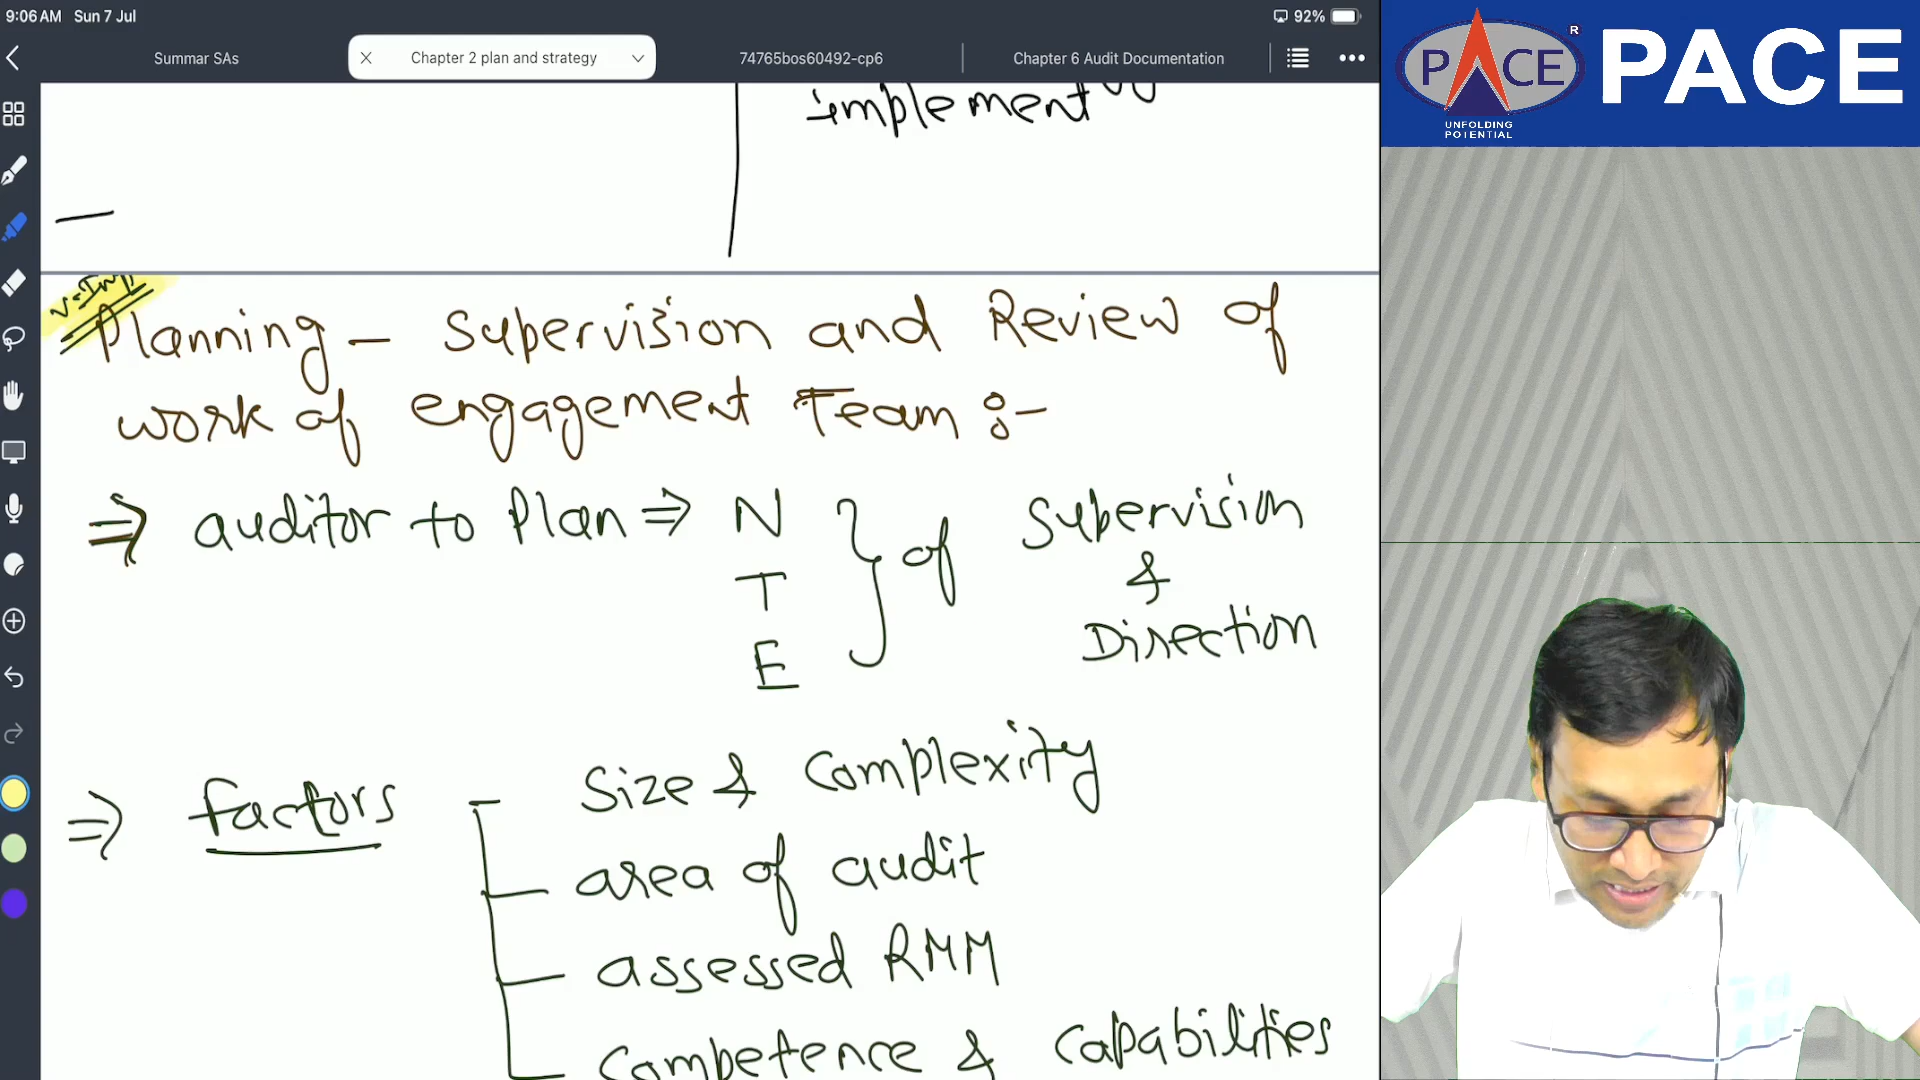 9:06 AM Sun 7 Jul
92%
Summar SAs
Chapter 2 plan and strategy
74765bos60492-cp6
Chapter 6 Audit Documentation
PACE
UNFOLDING
POTENTIAL
R
PACE
implement
V-Imp
Planning - Supervision and Review of
work of engagement Team :-
⇒ auditor to Plan ⇒ N } of Supervision
T &
E Direction
⇒ factors Size & Complexity
area of audit
assessed RMM
Competence & Capabilities